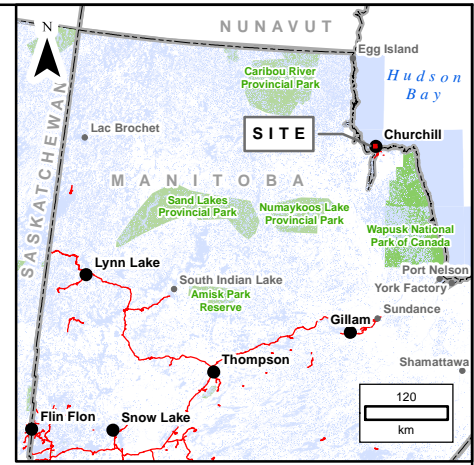 N
NUNAVUT
Egg Island
Caribou River
Provincial Park
Hudson
Bay
SASKATCHEWAN
Lac Brochet
SITE
Churchill
MANITOBA
Sand Lakes
Provincial Park
Numaykoos Lake
Provincial Park
Wapusk National
Park of Canada
Lynn Lake
South Indian Lake
Amisk Park
Reserve
Port Nelson
York Factory
Sundance
Gillam
Thompson
Shamattawa
Flin Flon
Snow Lake
120
km